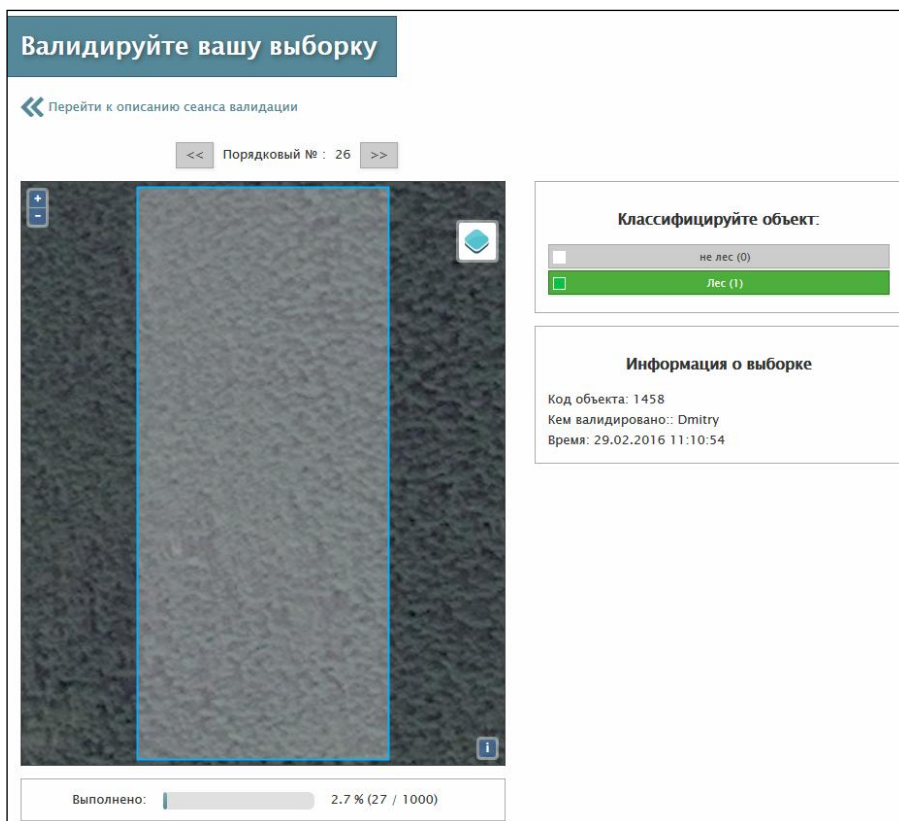 Валидируйте вашу выборку
Перейти к описанию сеанса валидации
<< Порядковый № : 26 >>
+
-
i
Выполнено: 2.7 % (27 / 1000)
Классифицируйте объект:
не лес (0)
Лес (1)
Информация о выборке
Код объекта: 1458
Кем валидировано:: Dmitry
Время: 29.02.2016 11:10:54